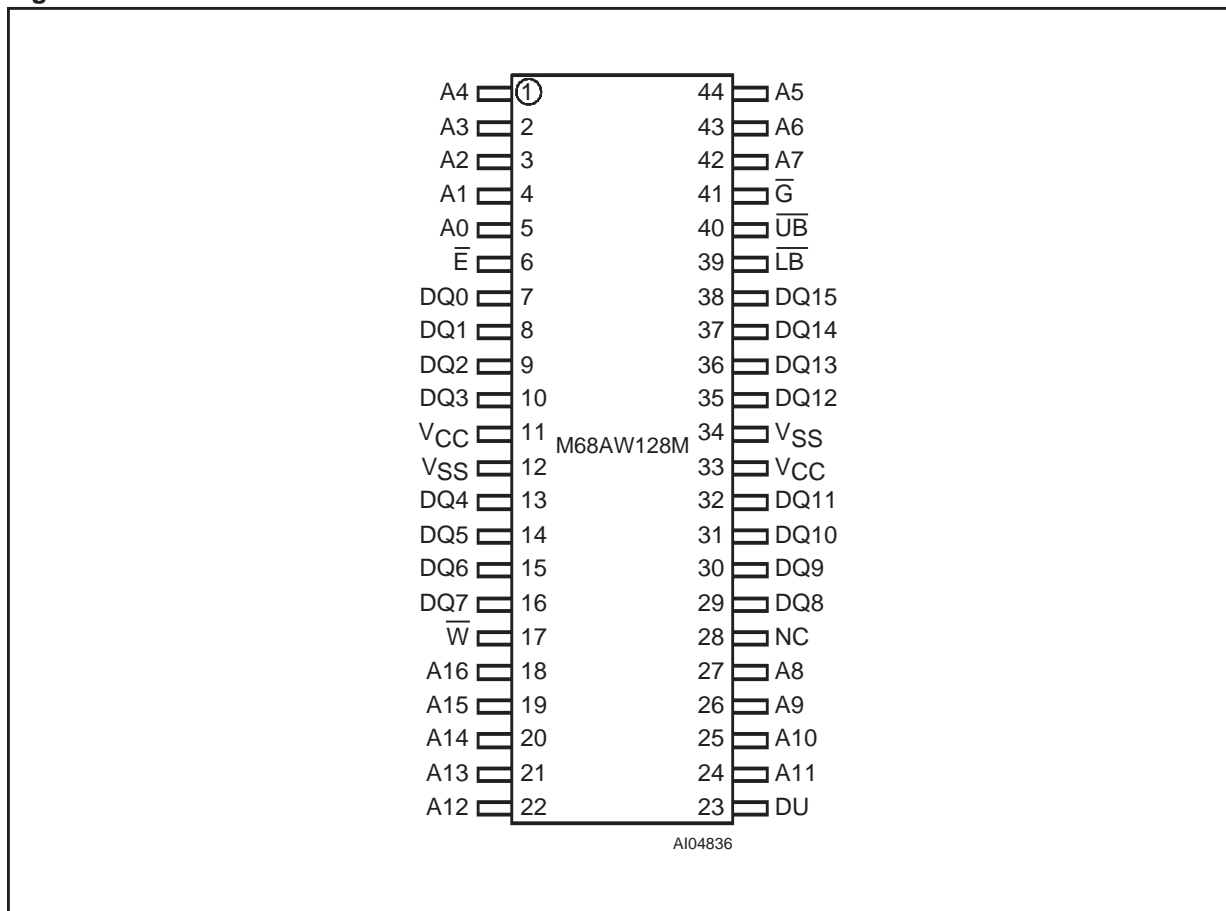 A4 1 44 A5
A3 2 43 A6
A2 3 42 A7
A1 4 41 G̅
A0 5 40 U̅B̅
E̅ 6 39 L̅B̅
DQ0 7 38 DQ15
DQ1 8 37 DQ14
DQ2 9 36 DQ13
DQ3 10 35 DQ12
VCC 11 34 VSS
M68AW128M
VSS 12 33 VCC
DQ4 13 32 DQ11
DQ5 14 31 DQ10
DQ6 15 30 DQ9
DQ7 16 29 DQ8
W̅ 17 28 NC
A16 18 27 A8
A15 19 26 A9
A14 20 25 A10
A13 21 24 A11
A12 22 23 DU
AI04836